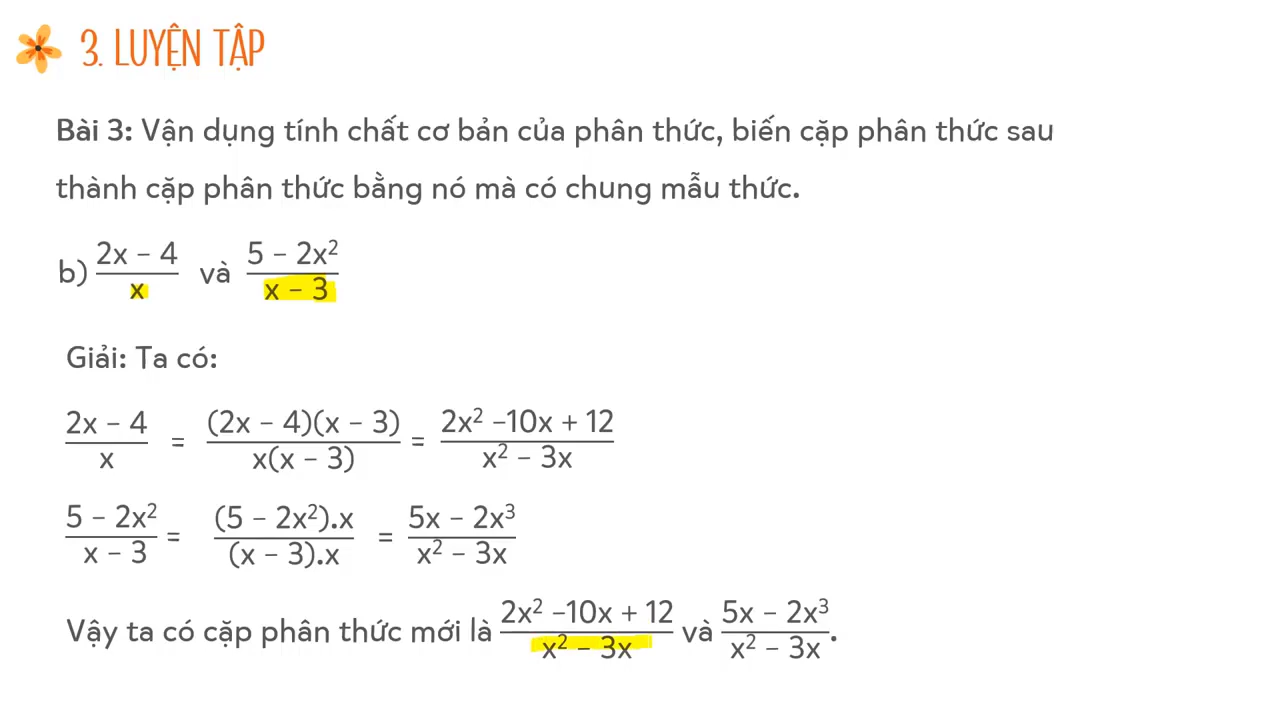 3. LUYỆN TẬP
Bài 3: Vận dụng tính chất cơ bản của phân thức, biến cặp phân thức sau
thành cặp phân thức bằng nó mà có chung mẫu thức.
b) (2x – 4)/x và (5 – 2x²)/(x – 3)
Giải: Ta có:
(2x – 4)/x = ((2x – 4)(x – 3))/(x(x – 3)) = (2x² –10x + 12)/(x² – 3x)
(5 – 2x²)/(x – 3) = ((5 – 2x²).x)/((x – 3).x) = (5x – 2x³)/(x² – 3x)
Vậy ta có cặp phân thức mới là (2x² –10x + 12)/(x² – 3x) và (5x – 2x³)/(x² – 3x).